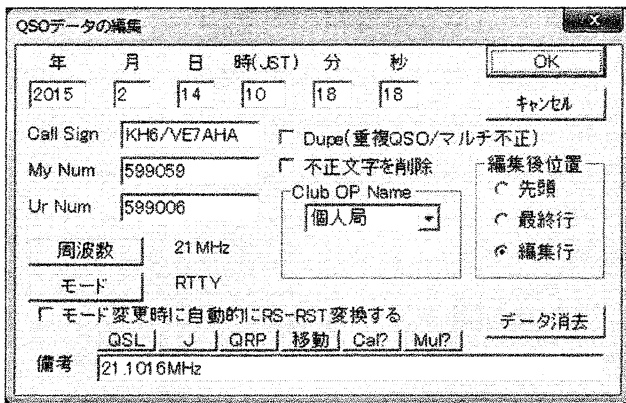 QSOデータの編集
年 月 日 時(JST) 分 秒 OK
2015 2 14 10 18 18 キャンセル
Call Sign KH6/VE7AHA Dupe(重複QSO/マルチ不正)
My Num 599059 不正文字を削除 編集後位置
Club OP Name 先頭
Ur Num 599006 個人局 最終行
周波数 21 MHz 編集行
モード RTTY
モード変更時に自動的にRS-RST変換する データ消去
QSL J QRP 移動 Cal? Mul?
備考 21.1016MHz